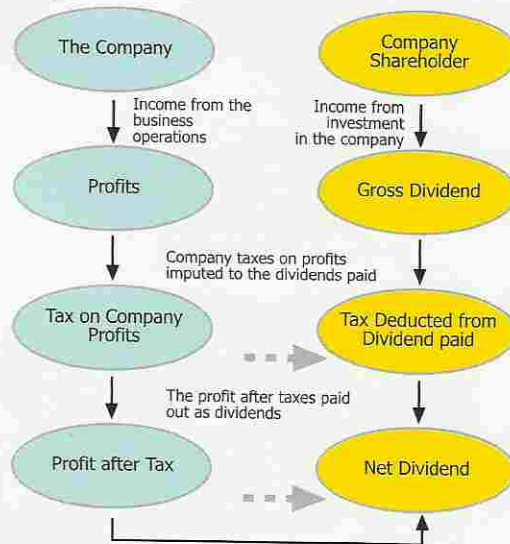 The Company
Company
Shareholder
Income from the
business
operations
Income from
investment
in the company
Profits
Gross Dividend
Company taxes on profits
imputed to the dividends paid
Tax on Company
Profits
Tax Deducted from
Dividend paid
The profit after taxes paid
out as dividends
Profit after Tax
Net Dividend